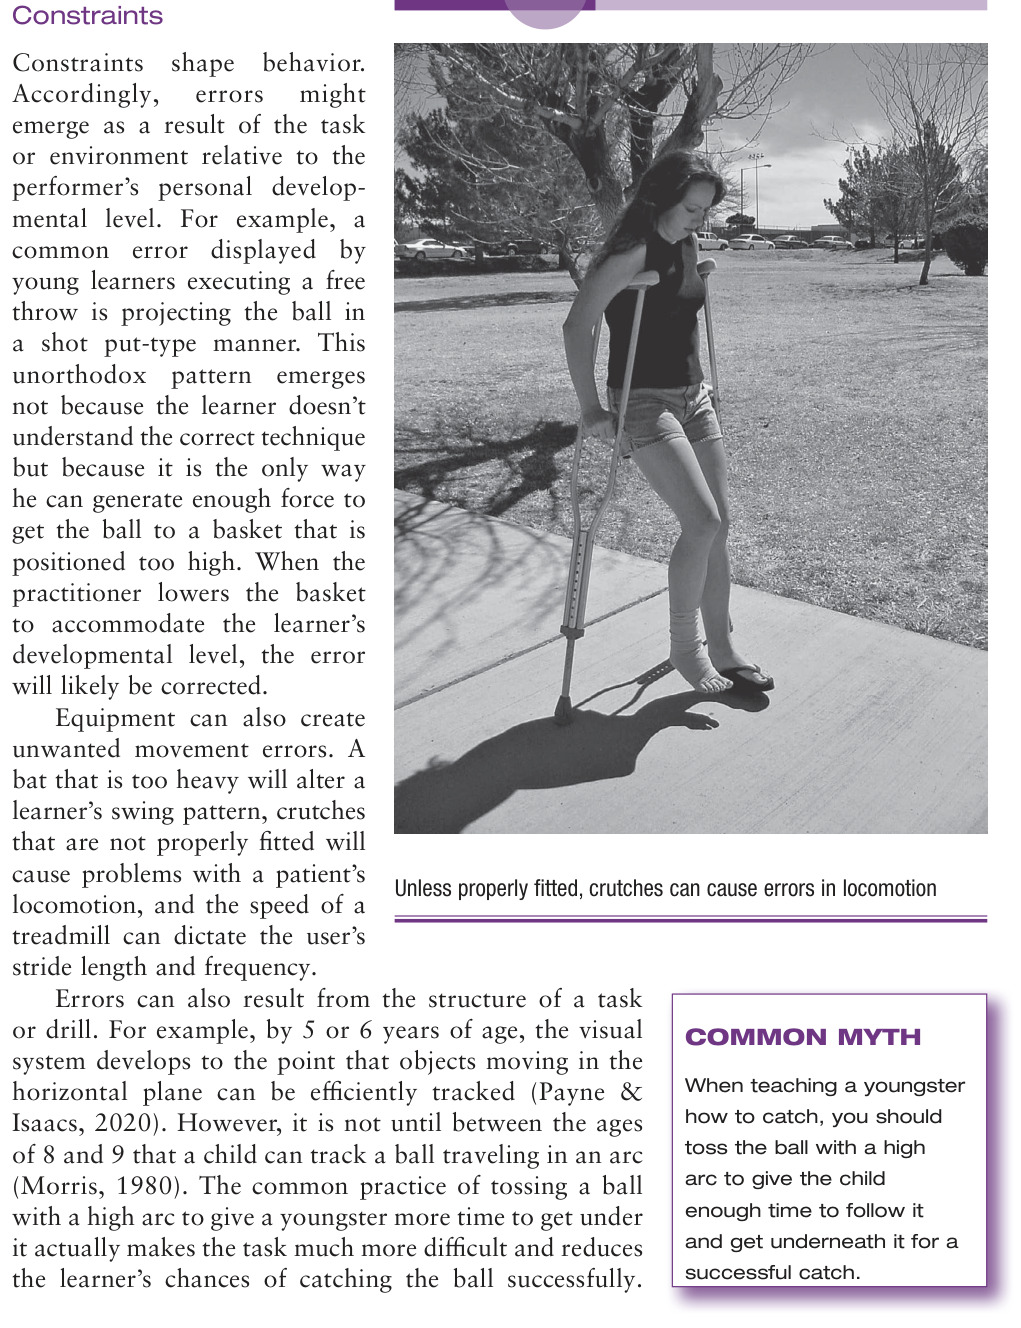 Constraints
Constraints shape behavior.
Accordingly, errors might
emerge as a result of the task
or environment relative to the
performer's personal develop-
mental level. For example, a
common error displayed by
young learners executing a free
throw is projecting the ball in
a shot put-type manner. This
unorthodox pattern emerges
not because the learner doesn't
understand the correct technique
but because it is the only way
he can generate enough force to
get the ball to a basket that is
positioned too high. When the
practitioner lowers the basket
to accommodate the learner's
developmental level, the error
will likely be corrected.
Equipment can also create
unwanted movement errors. A
bat that is too heavy will alter a
learner's swing pattern, crutches
that are not properly fitted will
cause problems with a patient's
locomotion, and the speed of a
treadmill can dictate the user's
stride length and frequency.
Unless properly fitted, crutches can cause errors in locomotion
Errors can also result from the structure of a task
or drill. For example, by 5 or 6 years of age, the visual
system develops to the point that objects moving in the
horizontal plane can be efficiently tracked (Payne &
Isaacs, 2020). However, it is not until between the ages
of 8 and 9 that a child can track a ball traveling in an arc
(Morris, 1980). The common practice of tossing a ball
with a high arc to give a youngster more time to get under
it actually makes the task much more difficult and reduces
the learner's chances of catching the ball successfully.
COMMON MYTH
When teaching a youngster
how to catch, you should
toss the ball with a high
arc to give the child
enough time to follow it
and get underneath it for a
successful catch.